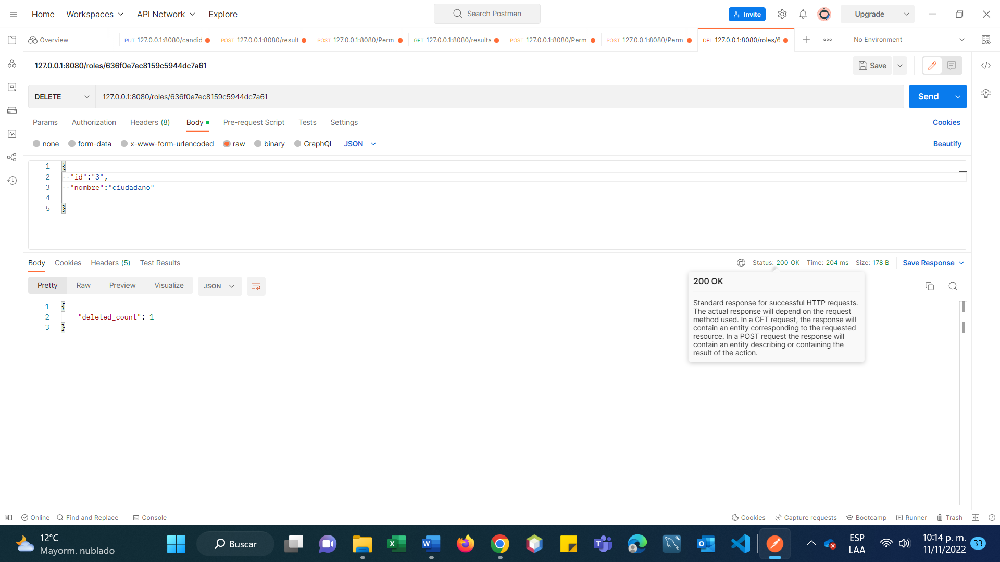 Home Workspaces API Network Explore Search Postman Invite Upgrade
Overview PUT 127.0.0.1:8080/candid POST 127.0.0.1:8080/result POST 127.0.0.1:8080/Perm GET 127.0.0.1:8080/resulta POST 127.0.0.1:8080/Perm POST 127.0.0.1:8080/Perm DEL 127.0.0.1:8080/roles/6 No Environment
127.0.0.1:8080/roles/636f0e7ec8159c5944dc7a61 Save
DELETE 127.0.0.1:8080/roles/636f0e7ec8159c5944dc7a61 Send
Params Authorization Headers (8) Body Pre-request Script Tests Settings Cookies
none form-data x-www-form-urlencoded raw binary GraphQL JSON Beautify
1 {
2 "id":"3",
3 "nombre":"ciudadano"
4
5 }
Body Cookies Headers (5) Test Results Status: 200 OK Time: 204 ms Size: 178 B Save Response
Pretty Raw Preview Visualize JSON
1 {
2 "deleted_count": 1
3 }
200 OK
Standard response for successful HTTP requests.
The actual response will depend on the request
method used. In a GET request, the response will
contain an entity corresponding to the requested
resource. In a POST request the response will
contain an entity describing or containing the
result of the action.
Online Find and Replace Console Cookies Capture requests Bootcamp Runner Trash
12°C
Mayorm. nublado
Buscar
ESP
LAA
10:14 p. m.
11/11/2022
33